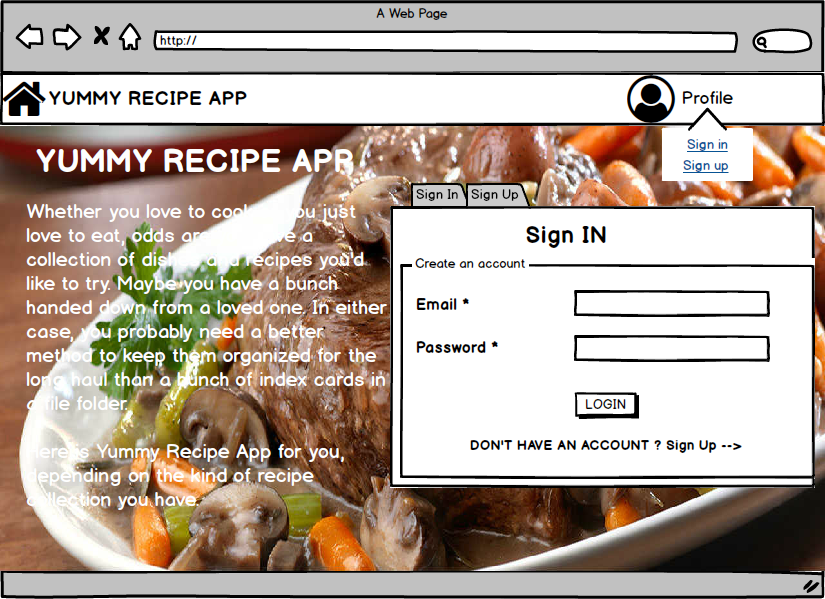 A Web Page
http://
YUMMY RECIPE APP
Profile
Sign in
Sign up
YUMMY RECIPE APP
Whether you love to cook you just
love to eat, odds are a
collection of dishes and recipes you'd
like to try. Maybe you have a bunch
handed down from a loved one. In either
case, you probably need a better
method to keep them organized for the
long haul than a bunch of index cards in
a file folder.
Here's Yummy Recipe App for you,
depending on the kind of recipe
collection you have.
Sign In
Sign Up
Sign IN
Create an account
Email *
Password *
LOGIN
DON'T HAVE AN ACCOUNT ? Sign Up -->